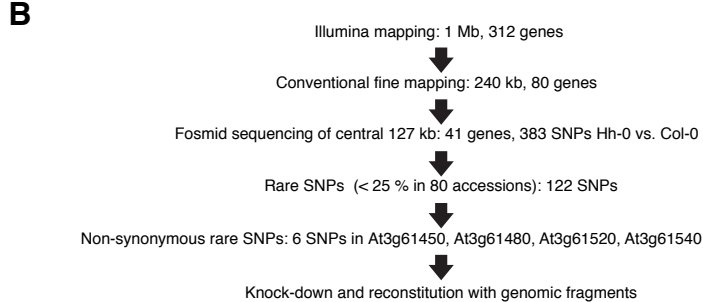 B
Illumina mapping: 1 Mb, 312 genes
Conventional fine mapping: 240 kb, 80 genes
Fosmid sequencing of central 127 kb: 41 genes, 383 SNPs Hh-0 vs. Col-0
Rare SNPs (< 25 % in 80 accessions): 122 SNPs
Non-synonymous rare SNPs: 6 SNPs in At3g61450, At3g61480, At3g61520, At3g61540
Knock-down and reconstitution with genomic fragments